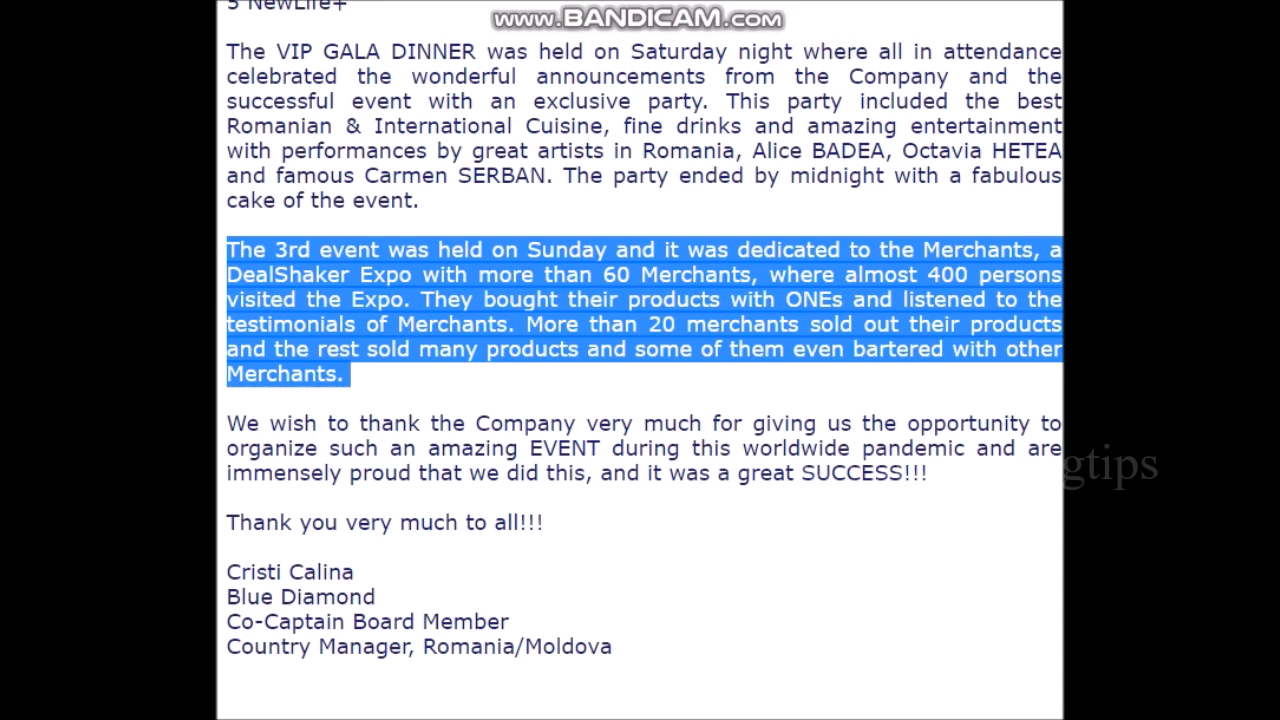 www.BANDICAM.com
5 NewLife+
The VIP GALA DINNER was held on Saturday night where all in attendance
celebrated the wonderful announcements from the Company and the
successful event with an exclusive party. This party included the best
Romanian & International Cuisine, fine drinks and amazing entertainment
with performances by great artists in Romania, Alice BADEA, Octavia HETEA
and famous Carmen SERBAN. The party ended by midnight with a fabulous
cake of the event.
The 3rd event was held on Sunday and it was dedicated to the Merchants, a
DealShaker Expo with more than 60 Merchants, where almost 400 persons
visited the Expo. They bought their products with ONEs and listened to the
testimonials of Merchants. More than 20 merchants sold out their products
and the rest sold many products and some of them even bartered with other
Merchants.
We wish to thank the Company very much for giving us the opportunity to
organize such an amazing EVENT during this worldwide pandemic and are
immensely proud that we did this, and it was a great SUCCESS!!!
gtips
Thank you very much to all!!!
Cristi Calina
Blue Diamond
Co-Captain Board Member
Country Manager, Romania/Moldova